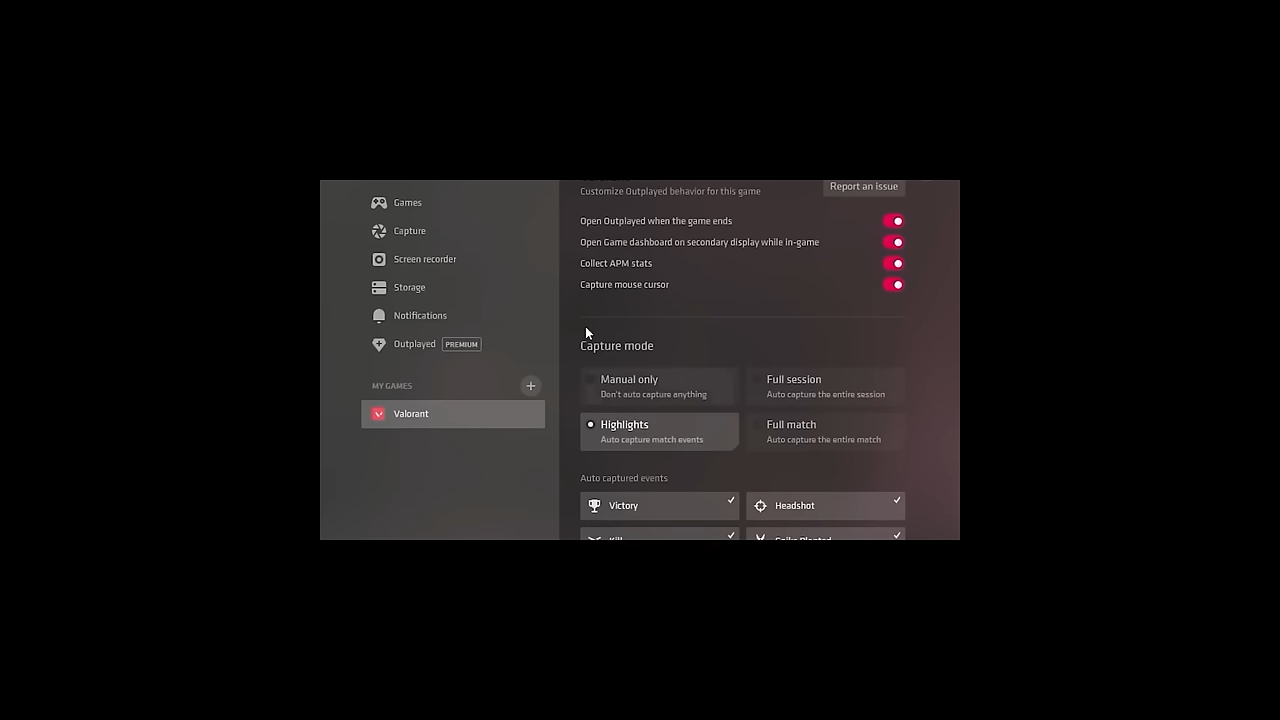 Games
Capture
Screen recorder
Storage
Notifications
Outplayed PREMIUM
MY GAMES
Valorant
Customize Outplayed behavior for this game
Report an issue
Open Outplayed when the game ends
Open Game dashboard on secondary display while in-game
Collect APM stats
Capture mouse cursor
Capture mode
Manual only
Don't auto capture anything
Full session
Auto capture the entire session
Highlights
Auto capture match events
Full match
Auto capture the entire match
Auto captured events
Victory
Headshot
Kill
Spike Planted